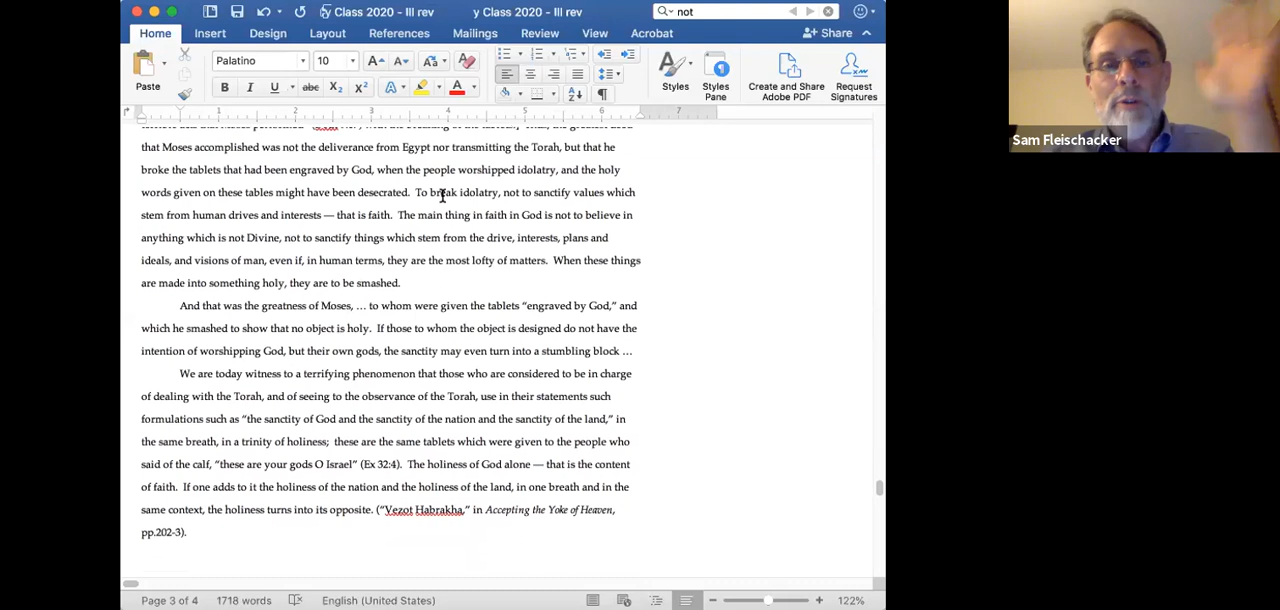 Class 2020 - III rev
y Class 2020 - III rev
not
Home Insert Design Layout References Mailings Review View Acrobat
Share
Paste
Palatino
10
B I U abc X₂ X²
Styles
Styles Pane
Create and Share Adobe PDF
Request Signatures
1 2 3 4 5 6 7
that Moses accomplished was not the deliverance from Egypt nor transmitting the Torah, but that he
broke the tablets that had been engraved by God, when the people worshipped idolatry, and the holy
words given on these tables might have been desecrated. To break idolatry, not to sanctify values which
stem from human drives and interests — that is faith. The main thing in faith in God is not to believe in
anything which is not Divine, not to sanctify things which stem from the drive, interests, plans and
ideals, and visions of man, even if, in human terms, they are the most lofty of matters. When these things
are made into something holy, they are to be smashed.
And that was the greatness of Moses, … to whom were given the tablets “engraved by God,” and
which he smashed to show that no object is holy. If those to whom the object is designed do not have the
intention of worshipping God, but their own gods, the sanctity may even turn into a stumbling block …
We are today witness to a terrifying phenomenon that those who are considered to be in charge
of dealing with the Torah, and of seeing to the observance of the Torah, use in their statements such
formulations such as “the sanctity of God and the sanctity of the nation and the sanctity of the land,” in
the same breath, in a trinity of holiness; these are the same tablets which were given to the people who
said of the calf, “these are your gods O Israel” (Ex 32:4). The holiness of God alone — that is the content
of faith. If one adds to it the holiness of the nation and the holiness of the land, in one breath and in the
same context, the holiness turns into its opposite. (“Vezot Habrakha,” in Accepting the Yoke of Heaven,
pp.202-3).
Page 3 of 4
1718 words
English (United States)
122%
Sam Fleischacker